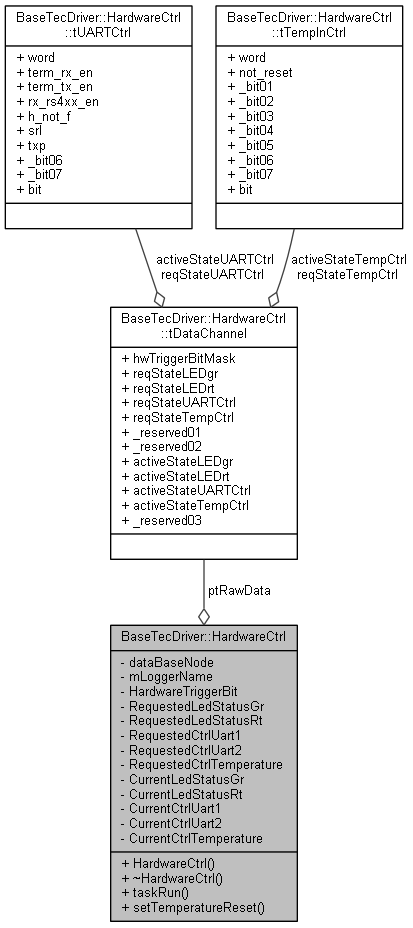 BaseTecDriver::HardwareCtrl
::tUARTCtrl
+ word
+ term_rx_en
+ term_tx_en
+ rx_rs4xx_en
+ h_not_f
+ srl
+ txp
+ _bit06
+ _bit07
+ bit
BaseTecDriver::HardwareCtrl
::tTempInCtrl
+ word
+ not_reset
+ _bit01
+ _bit02
+ _bit03
+ _bit04
+ _bit05
+ _bit06
+ _bit07
+ bit
activeStateUARTCtrl
reqStateUARTCtrl
activeStateTempCtrl
reqStateTempCtrl
BaseTecDriver::HardwareCtrl
::tDataChannel
+ hwTriggerBitMask
+ reqStateLEDgr
+ reqStateLEDrt
+ reqStateUARTCtrl
+ reqStateTempCtrl
+ _reserved01
+ _reserved02
+ activeStateLEDgr
+ activeStateLEDrt
+ activeStateUARTCtrl
+ activeStateTempCtrl
+ _reserved03
ptRawData
BaseTecDriver::HardwareCtrl
- dataBaseNode
- mLoggerName
- HardwareTriggerBit
- RequestedLedStatusGr
- RequestedLedStatusRt
- RequestedCtrlUart1
- RequestedCtrlUart2
- RequestedCtrlTemperature
- CurrentLedStatusGr
- CurrentLedStatusRt
- CurrentCtrlUart1
- CurrentCtrlUart2
- CurrentCtrlTemperature
+ HardwareCtrl()
+ ~HardwareCtrl()
+ taskRun()
+ setTemperatureReset()